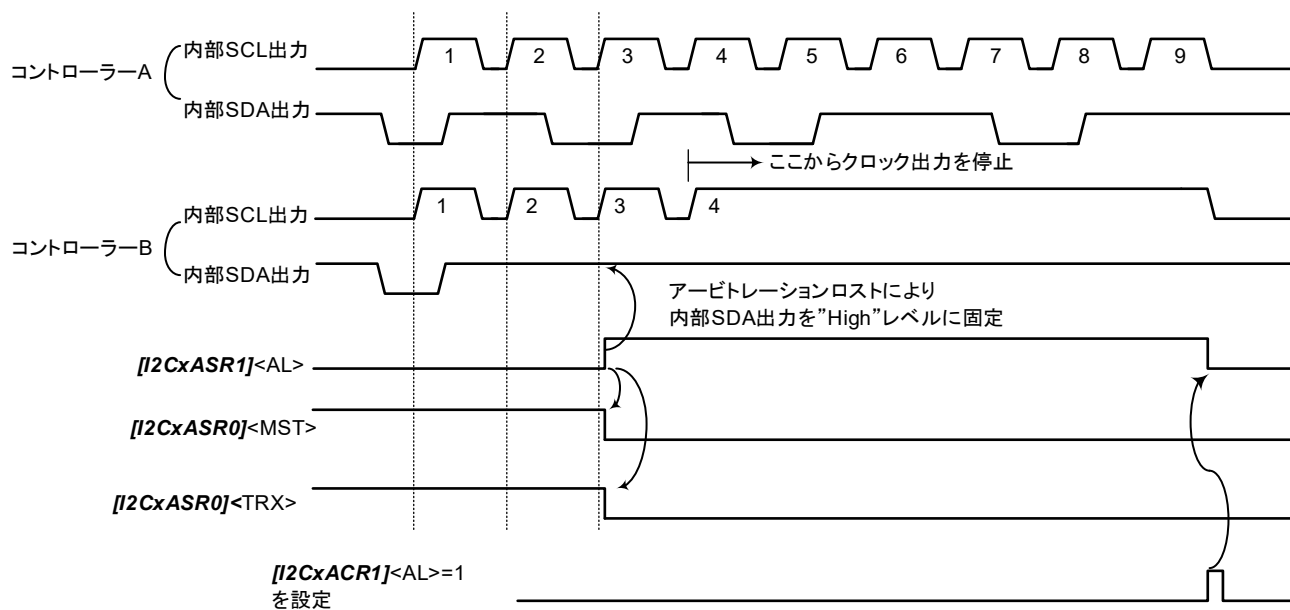 コントローラーA
内部SCL出力
1 2 3 4 5 6 7 8 9
内部SDA出力
ここからクロック出力を停止
コントローラーB
内部SCL出力
1 2 3 4
内部SDA出力
アービトレーションロストにより
内部SDA出力を”High”レベルに固定
[I2CxASR1]<AL>
[I2CxASR0]<MST>
[I2CxASR0]<TRX>
[I2CxACR1]<AL>=1
を設定